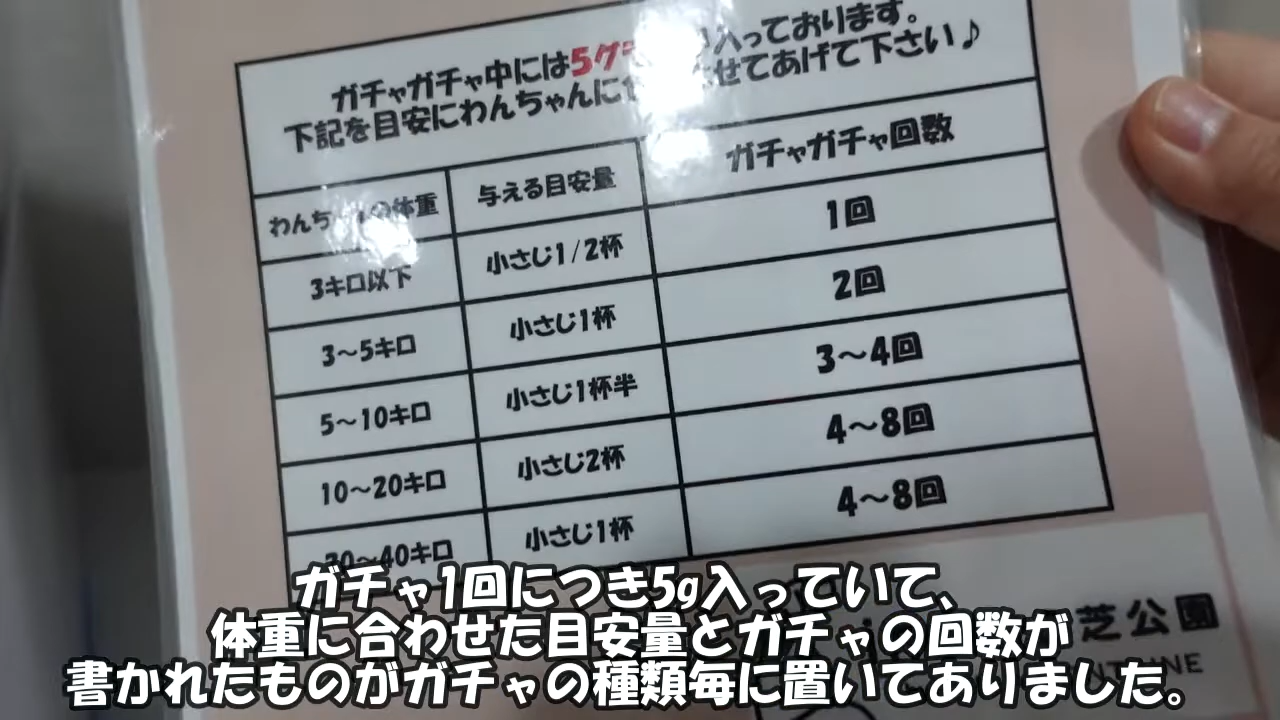 ガチャガチャ中には5グ 入っております。
下記を目安にわんちゃんに せてあげて下さい♪
わんち の体重 与える目安量 ガチャガチャ回数
3キロ以下 小さじ1/2杯 1回
3～5キロ 小さじ1杯 2回
5～10キロ 小さじ1杯半 3～4回
10～20キロ 小さじ2杯 4～8回
20～40キロ 小さじ1杯 4～8回
芝公園
ガチャ1回につき5g入っていて、
体重に合わせた目安量とガチャの回数が
書かれたものがガチャの種類毎に置いてありました。